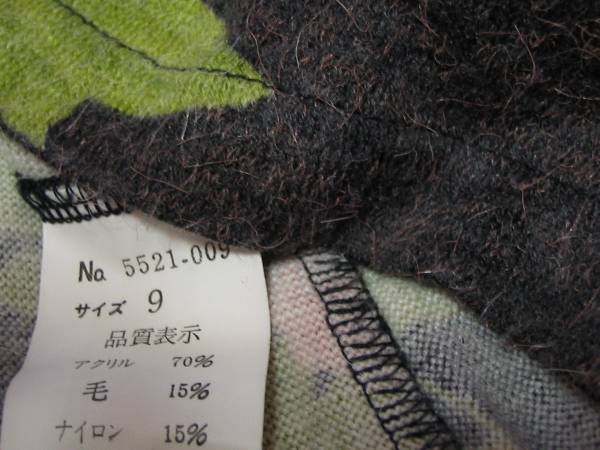 No. 5521-009
サイズ 9
品質表示
アクリル 70%
毛 15%
ナイロン 15%